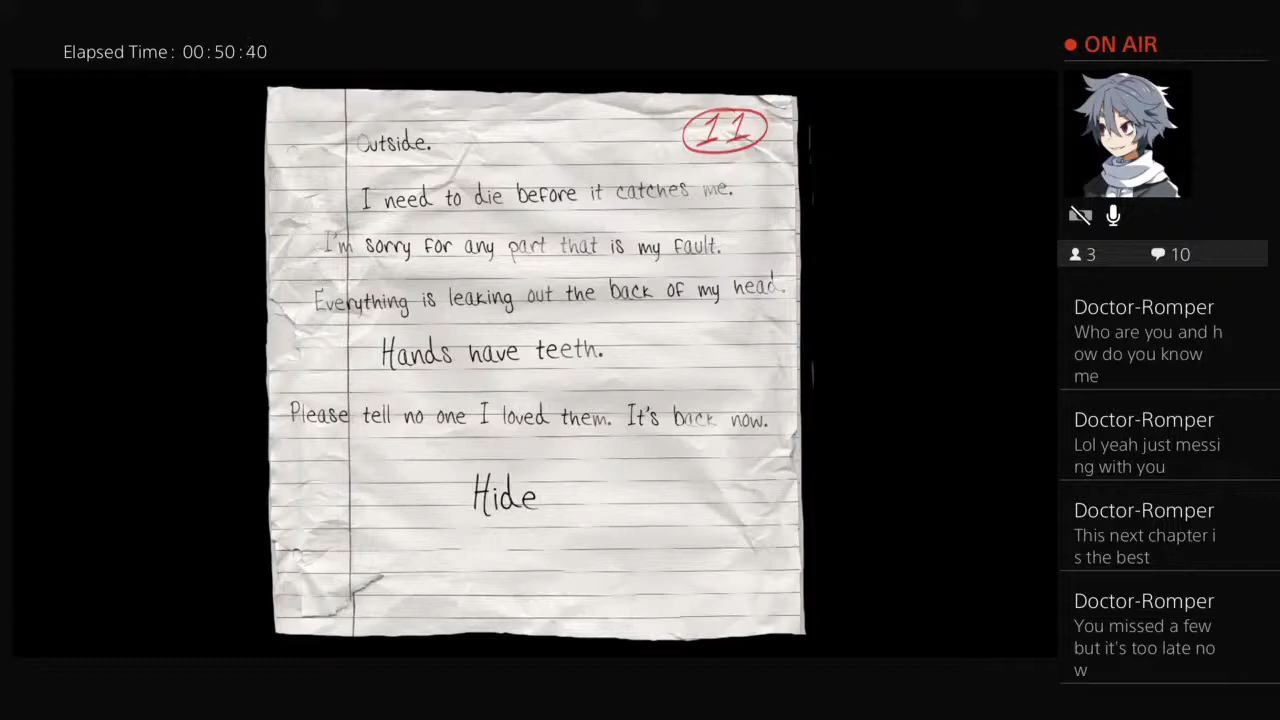 Elapsed Time: 00:50:40
ON AIR
11
Outside.
I need to die before it catches me.
I'm sorry for any part that is my fault.
Everything is leaking out the back of my head.
Hands have teeth.
Please tell no one I loved them. It's back now.
Hide
3
10
Doctor-Romper
Who are you and h
ow do you know
me
Doctor-Romper
Lol yeah just messi
ng with you
Doctor-Romper
This next chapter i
s the best
Doctor-Romper
You missed a few
but it's too late no
w